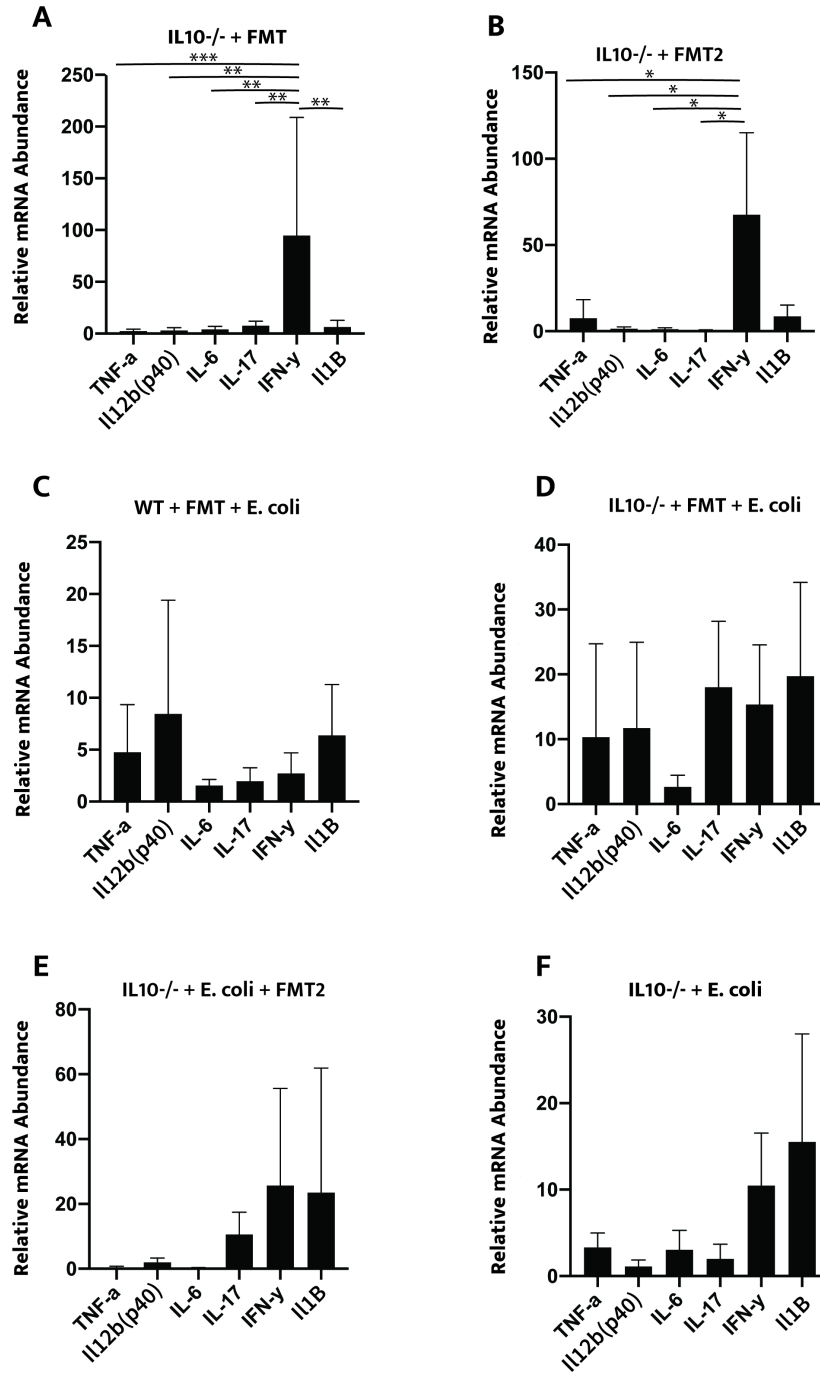 A
IL10-/- + FMT
***
**
**
**
**
Relative mRNA Abundance
250
200
150
100
50
0
TNF-a
Il12b(p40)
IL-6
IL-17
IFN-y
Il1B
B
IL10-/- + FMT2
*
*
*
*
Relative mRNA Abundance
150
100
50
0
TNF-a
Il12b(p40)
IL-6
IL-17
IFN-y
Il1B
C
WT + FMT + E. coli
Relative mRNA Abundance
25
20
15
10
5
0
TNF-a
Il12b(p40)
IL-6
IL-17
IFN-y
Il1B
D
IL10-/- + FMT + E. coli
Relative mRNA Abundance
40
30
20
10
0
TNF-a
Il12b(p40)
IL-6
IL-17
IFN-y
Il1B
E
IL10-/- + E. coli + FMT2
Relative mRNA Abundance
80
60
40
20
0
TNF-a
Il12b(p40)
IL-6
IL-17
IFN-y
Il1B
F
IL10-/- + E. coli
Relative mRNA Abundance
30
20
10
0
TNF-a
Il12b(p40)
IL-6
IL-17
IFN-y
Il1B